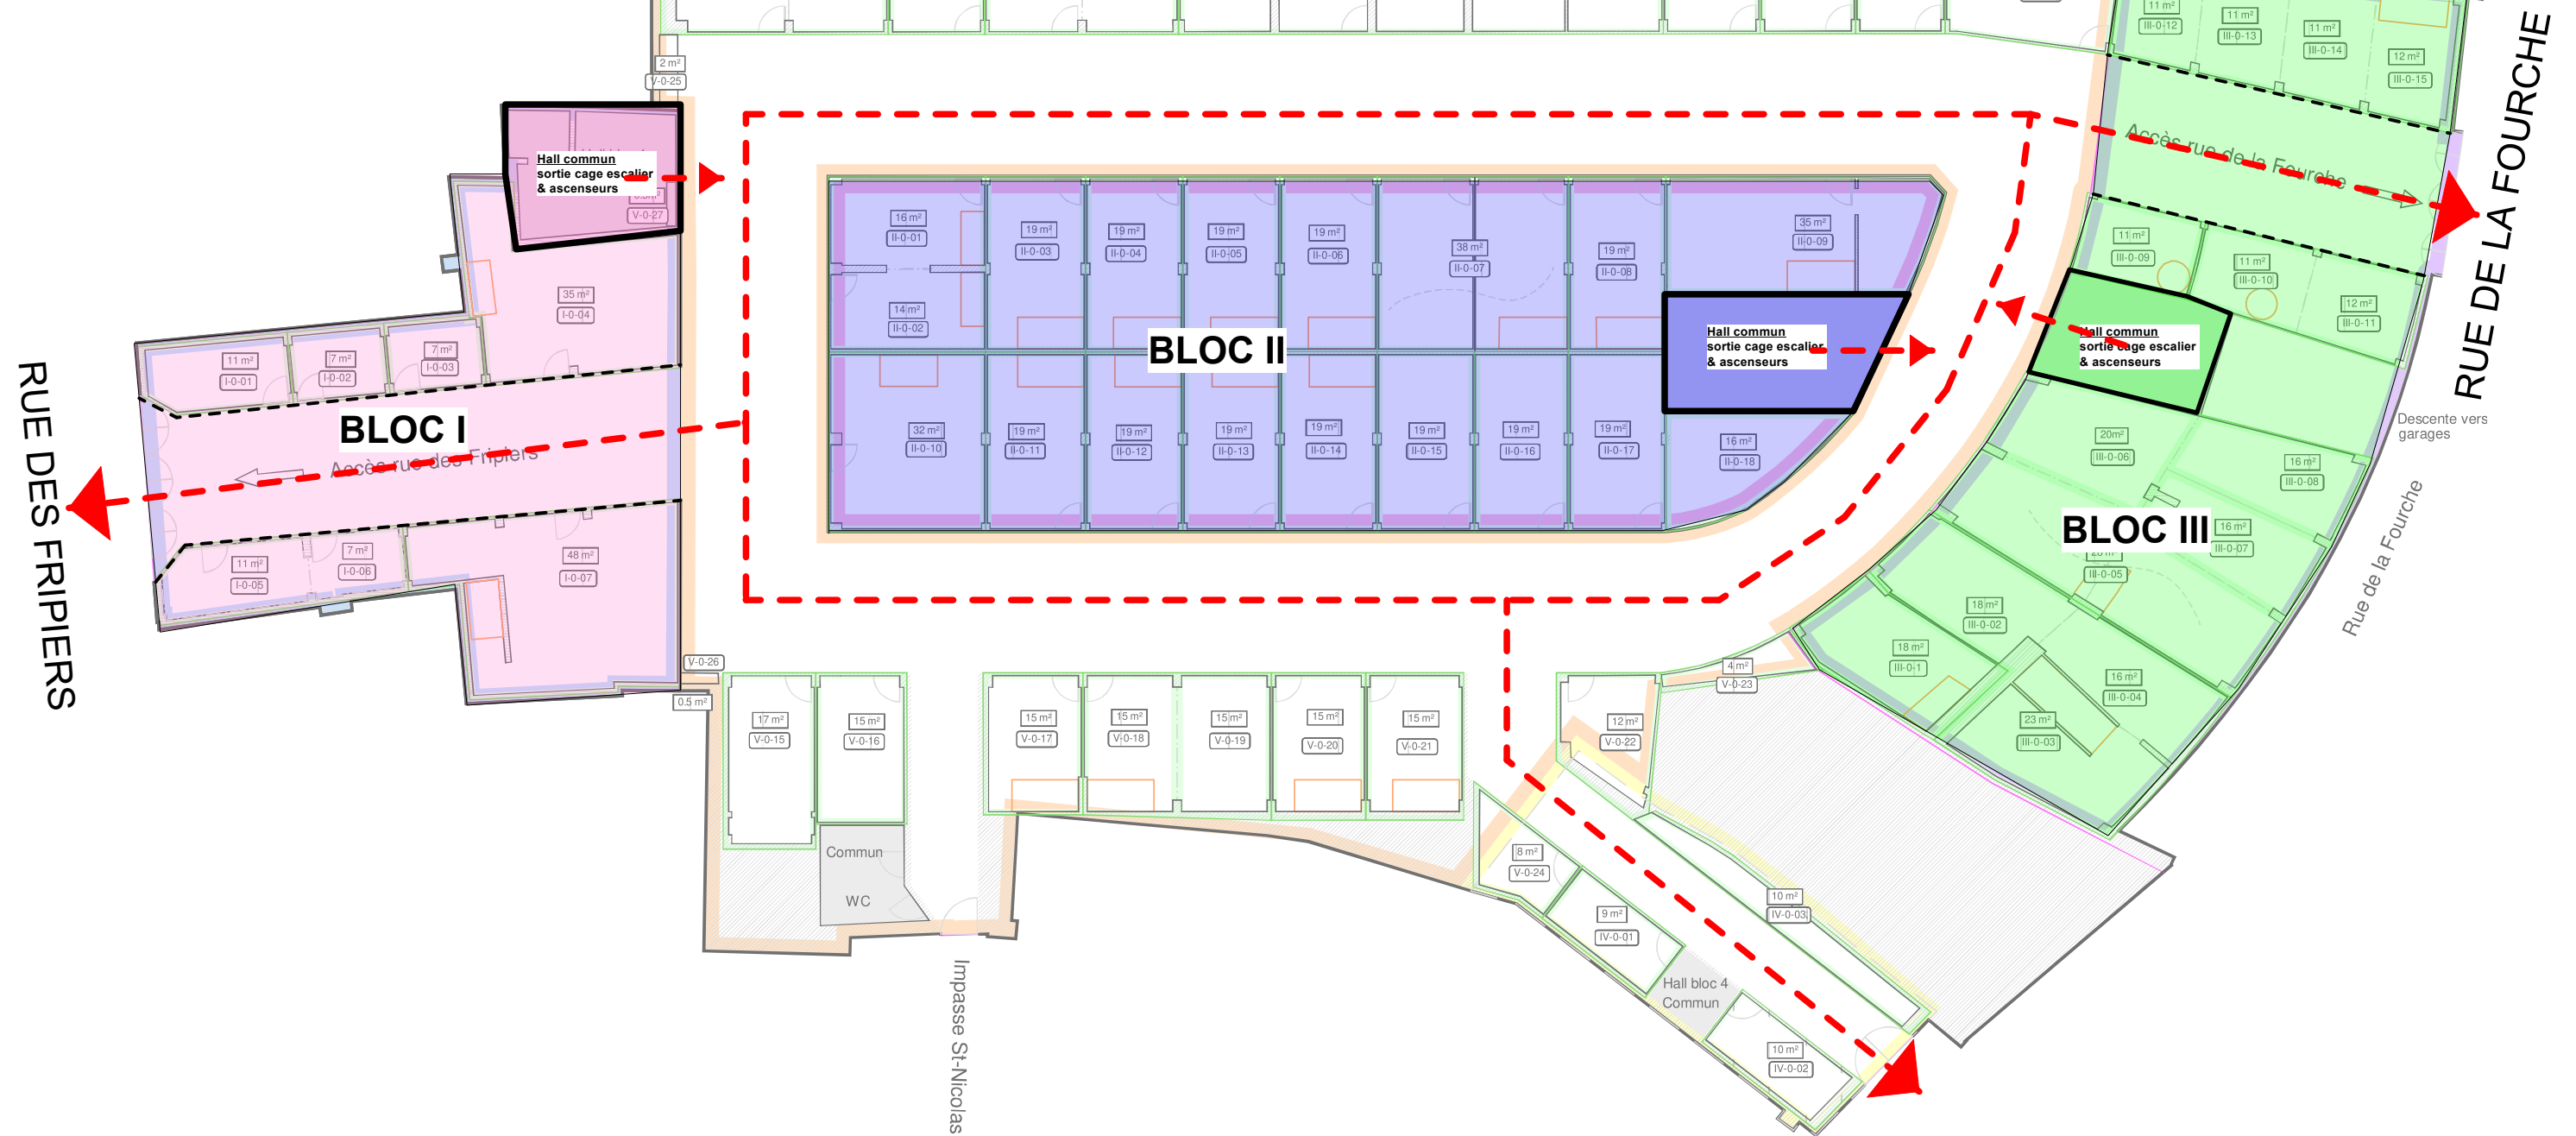 2 m²
V-0-25
11 m²
III-0-12
11 m²
III-0-13
11 m²
III-0-14
12 m²
III-0-15
RUE DE LA FOURCHE
Accès rue de la Fourche
Hall commun
sortie cage escalier
& ascenseurs
V-0-27
35 m²
I-0-04
11 m²
I-0-01
7 m²
I-0-02
7 m²
I-0-03
BLOC I
Accès rue des Fripiers
RUE DES FRIPIERS
11 m²
I-0-05
7 m²
I-0-06
48 m²
I-0-07
16 m²
II-0-01
14 m²
II-0-02
19 m²
II-0-03
19 m²
II-0-04
19 m²
II-0-05
19 m²
II-0-06
38 m²
II-0-07
19 m²
II-0-08
35 m²
II-0-09
BLOC II
Hall commun
sortie cage escalier
& ascenseurs
32 m²
II-0-10
19 m²
II-0-11
19 m²
II-0-12
19 m²
II-0-13
19 m²
II-0-14
19 m²
II-0-15
19 m²
II-0-16
19 m²
II-0-17
16 m²
II-0-18
11 m²
III-0-09
11 m²
III-0-10
12 m²
III-0-11
Hall commun
sortie cage escalier
& ascenseurs
Descente vers
garages
20m²
III-0-06
16 m²
III-0-08
BLOC III
16 m²
III-0-07
III-0-05
Rue de la Fourche
18 m²
III-0-02
18 m²
III-0-1
16 m²
III-0-04
23 m²
III-0-03
V-0-26
0.5 m²
17 m²
V-0-15
15 m²
V-0-16
15 m²
V-0-17
15 m²
V-0-18
15 m²
V-0-19
15 m²
V-0-20
15 m²
V-0-21
12 m²
V-0-22
4 m²
V-0-23
Commun
WC
Impasse St-Nicolas
8 m²
V-0-24
9 m²
IV-0-01
10 m²
IV-0-03
Hall bloc 4
Commun
10 m²
IV-0-02